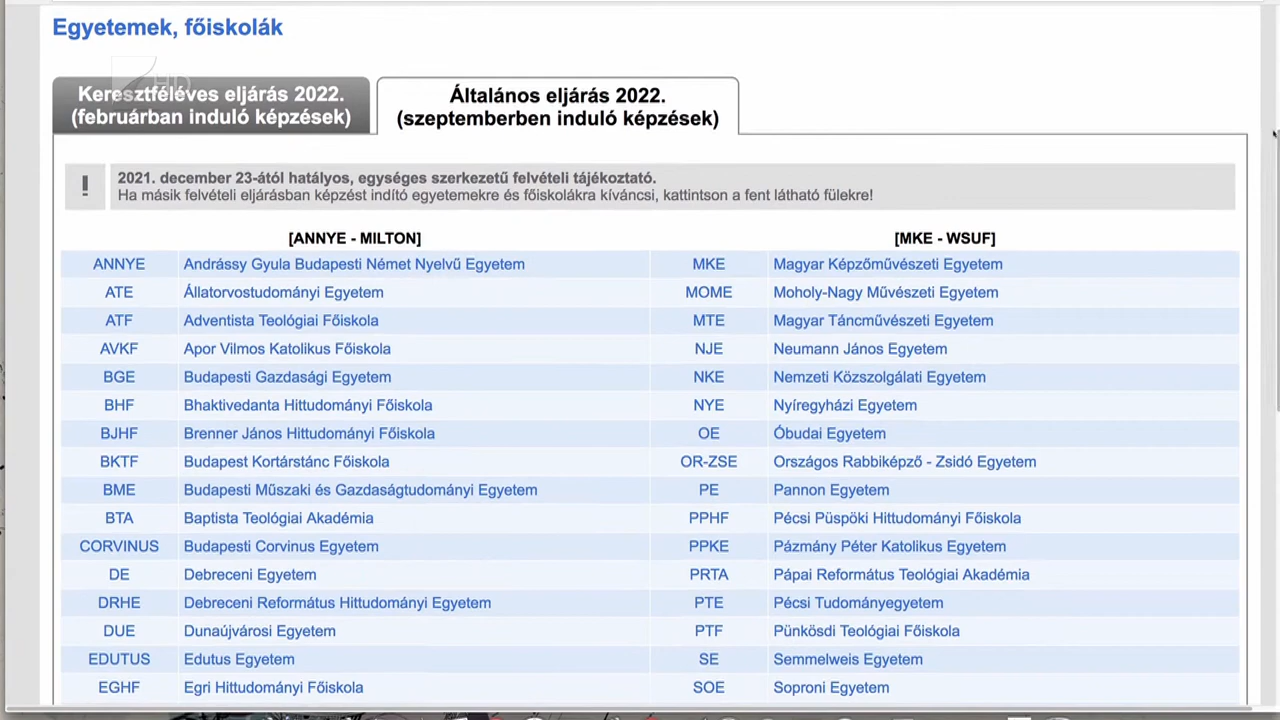 Egyetemek, főiskolák
HD
Keresztféléves eljárás 2022.
(februárban induló képzések)
Általános eljárás 2022.
(szeptemberben induló képzések)
!
2021. december 23-ától hatályos, egységes szerkezetű felvételi tájékoztató.
Ha másik felvételi eljárásban képzést indító egyetemekre és főiskolákra kíváncsi, kattintson a fent látható fülekre!
[ANNYE - MILTON]
ANNYE Andrássy Gyula Budapesti Német Nyelvű Egyetem
ATE Állatorvostudományi Egyetem
ATF Adventista Teológiai Főiskola
AVKF Apor Vilmos Katolikus Főiskola
BGE Budapesti Gazdasági Egyetem
BHF Bhaktivedanta Hittudományi Főiskola
BJHF Brenner János Hittudományi Főiskola
BKTF Budapest Kortárstánc Főiskola
BME Budapesti Műszaki és Gazdaságtudományi Egyetem
BTA Baptista Teológiai Akadémia
CORVINUS Budapesti Corvinus Egyetem
DE Debreceni Egyetem
DRHE Debreceni Református Hittudományi Egyetem
DUE Dunaújvárosi Egyetem
EDUTUS Edutus Egyetem
EGHF Egri Hittudományi Főiskola
[MKE - WSUF]
MKE Magyar Képzőművészeti Egyetem
MOME Moholy-Nagy Művészeti Egyetem
MTE Magyar Táncművészeti Egyetem
NJE Neumann János Egyetem
NKE Nemzeti Közszolgálati Egyetem
NYE Nyíregyházi Egyetem
OE Óbudai Egyetem
OR-ZSE Országos Rabbiképző - Zsidó Egyetem
PE Pannon Egyetem
PPHF Pécsi Püspöki Hittudományi Főiskola
PPKE Pázmány Péter Katolikus Egyetem
PRTA Pápai Református Teológiai Akadémia
PTE Pécsi Tudományegyetem
PTF Pünkösdi Teológiai Főiskola
SE Semmelweis Egyetem
SOE Soproni Egyetem